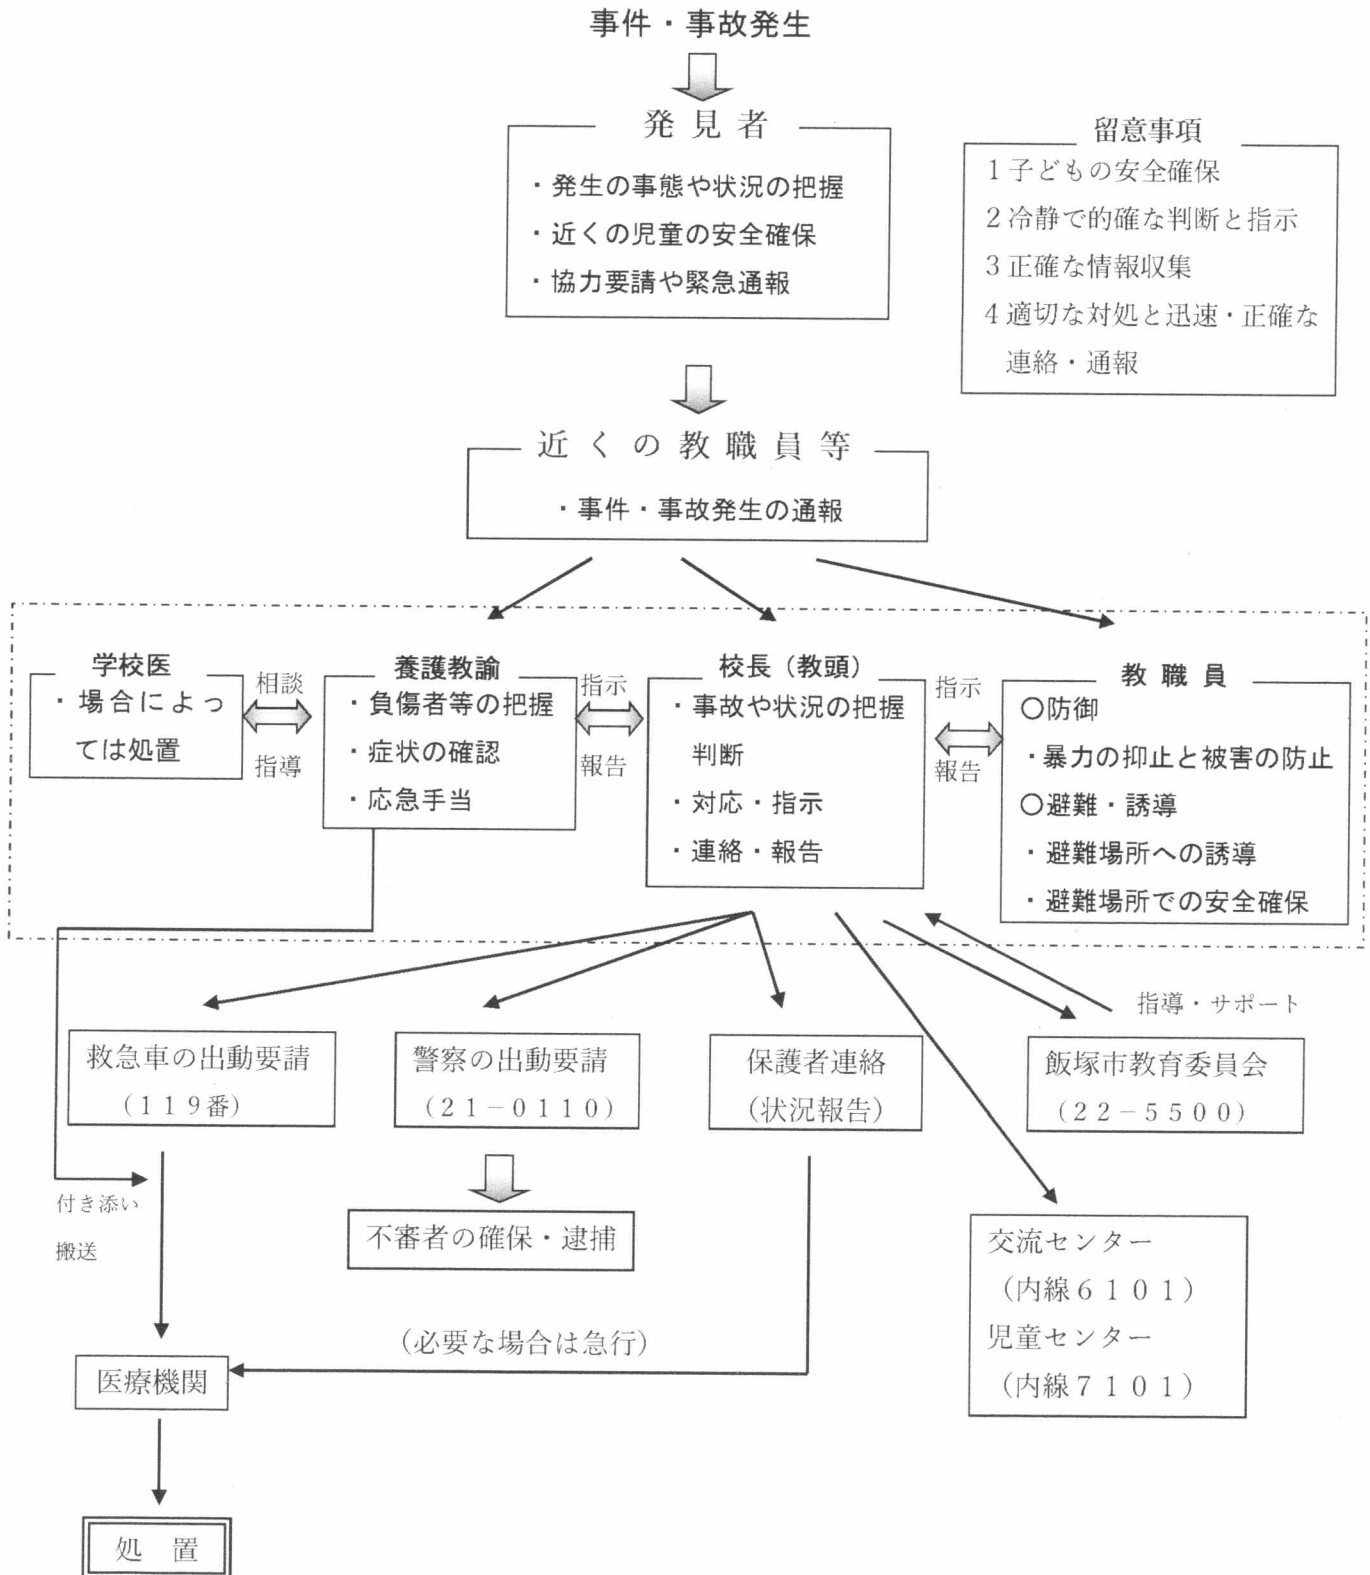 事件・事故発生
発見者
・発生の事態や状況の把握
・近くの児童の安全確保
・協力要請や緊急通報
留意事項
１子どもの安全確保
２冷静で的確な判断と指示
３正確な情報収集
４適切な対処と迅速・正確な
連絡・通報
近くの教職員等
・事件・事故発生の通報
学校医
・場合によっ
ては処置
相談
指導
養護教諭
・負傷者等の把握
・症状の確認
・応急手当
指示
報告
校長（教頭）
・事故や状況の把握
判断
・対応・指示
・連絡・報告
指示
報告
教職員
○防御
・暴力の抑止と被害の防止
○避難・誘導
・避難場所への誘導
・避難場所での安全確保
救急車の出動要請
（１１９番）
警察の出動要請
（２１－０１１０）
保護者連絡
（状況報告）
指導・サポート
飯塚市教育委員会
（２２－５５００）
付き添い
搬送
不審者の確保・逮捕
交流センター
（内線６１０１）
児童センター
（内線７１０１）
（必要な場合は急行）
医療機関
処　置